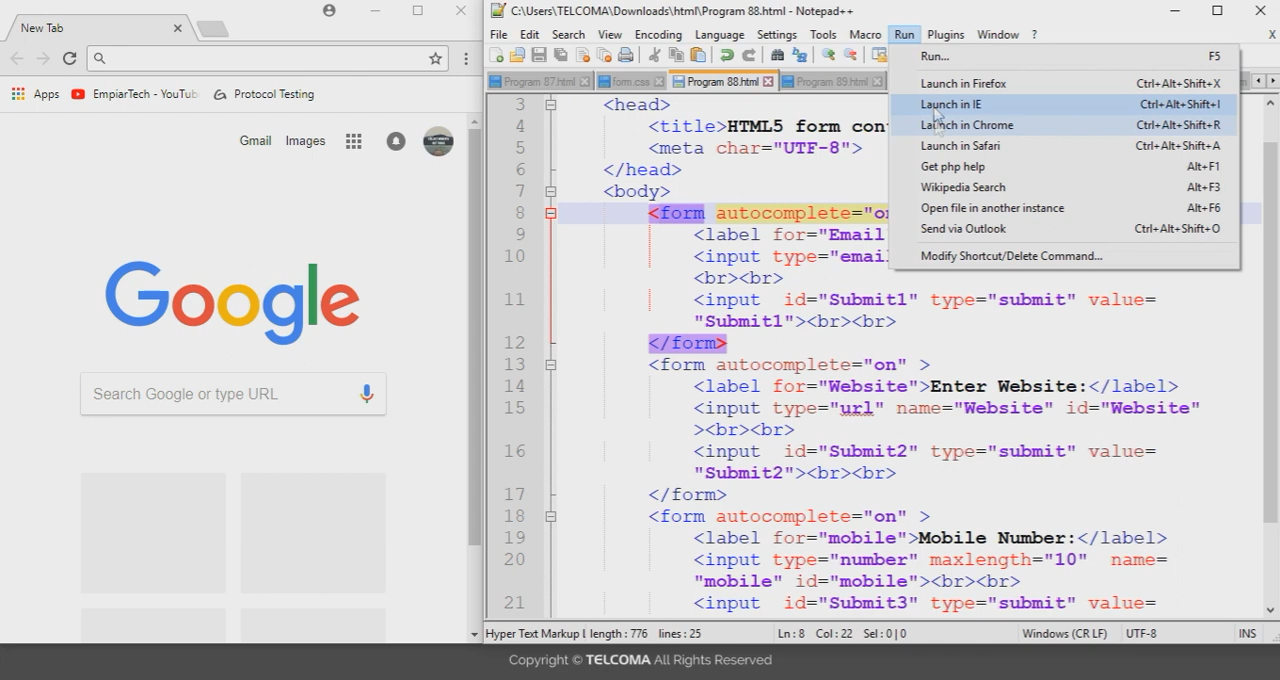 New Tab
Apps
EmpiarTech - YouTub
Protocol Testing
Gmail
Images
Google
Search Google or type URL
C:\Users\TELCOMA\Downloads\html\Program 88.html - Notepad++
File Edit Search View Encoding Language Settings Tools Macro Run Plugins Window ? X
Program 87.html form.css Program 88.html Program 89.html
Run... F5
Launch in Firefox Ctrl+Alt+Shift+X
Launch in IE Ctrl+Alt+Shift+I
Launch in Chrome Ctrl+Alt+Shift+R
Launch in Safari Ctrl+Alt+Shift+A
Get php help Alt+F1
Wikipedia Search Alt+F3
Open file in another instance Alt+F6
Send via Outlook Ctrl+Alt+Shift+O
Modify Shortcut/Delete Command...
3 <head>
4 <title>HTML5 form con
5 <meta char="UTF-8">
6 </head>
7 <body>
8 <form autocomplete="o
9 <label for="Email
10 <input type="emai
<br><br>
11 <input id="Submit1" type="submit" value=
"Submit1"><br><br>
12 </form>
13 <form autocomplete="on" >
14 <label for="Website">Enter Website:</label>
15 <input type="url" name="Website" id="Website"
><br><br>
16 <input id="Submit2" type="submit" value=
"Submit2"><br><br>
17 </form>
18 <form autocomplete="on" >
19 <label for="mobile">Mobile Number:</label>
20 <input type="number" maxlength="10" name=
"mobile" id="mobile"><br><br>
21 <input id="Submit3" type="submit" value=
Hyper Text Markup L length : 776 lines : 25 Ln : 8 Col : 22 Sel : 0 | 0 Windows (CR LF) UTF-8 INS
Copyright © TELCOMA All Rights Reserved